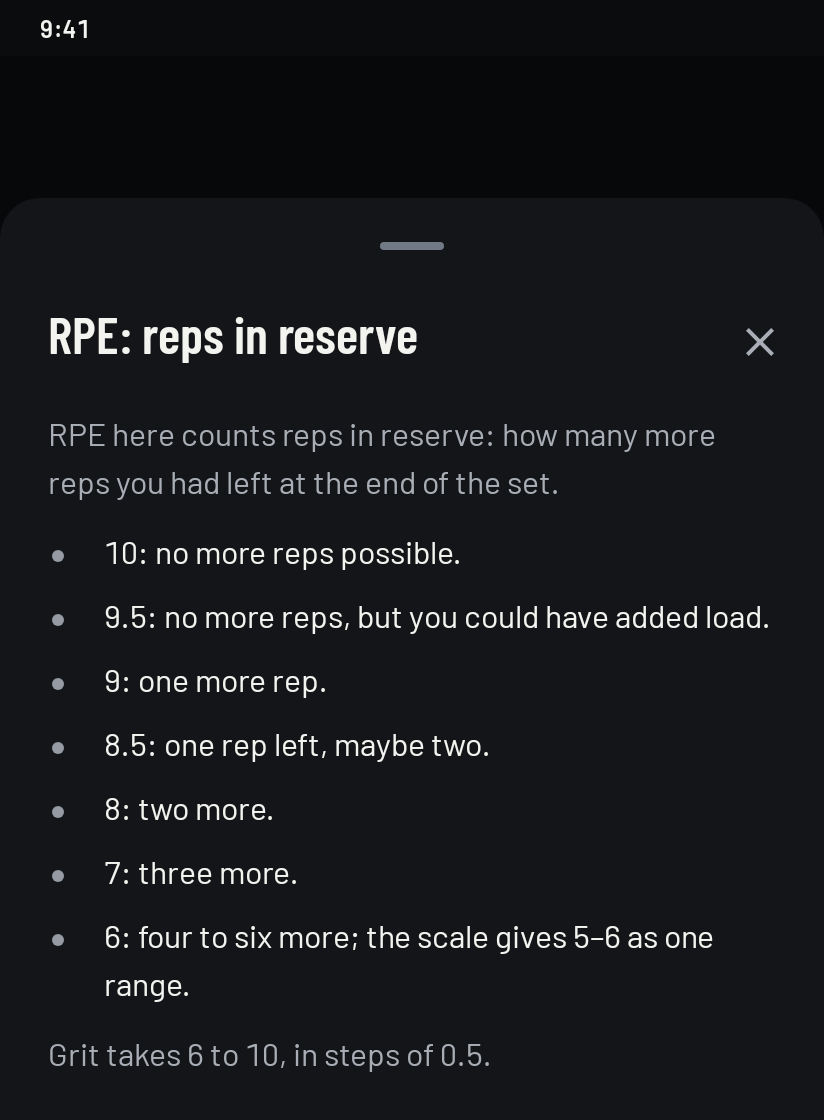 9:41
RPE: reps in reserve
RPE here counts reps in reserve: how many more
reps you had left at the end of the set.
10: no more reps possible.
9.5: no more reps, but you could have added load.
9: one more rep.
8.5: one rep left, maybe two.
8: two more.
7: three more.
6: four to six more; the scale gives 5–6 as one
range.
Grit takes 6 to 10, in steps of 0.5.